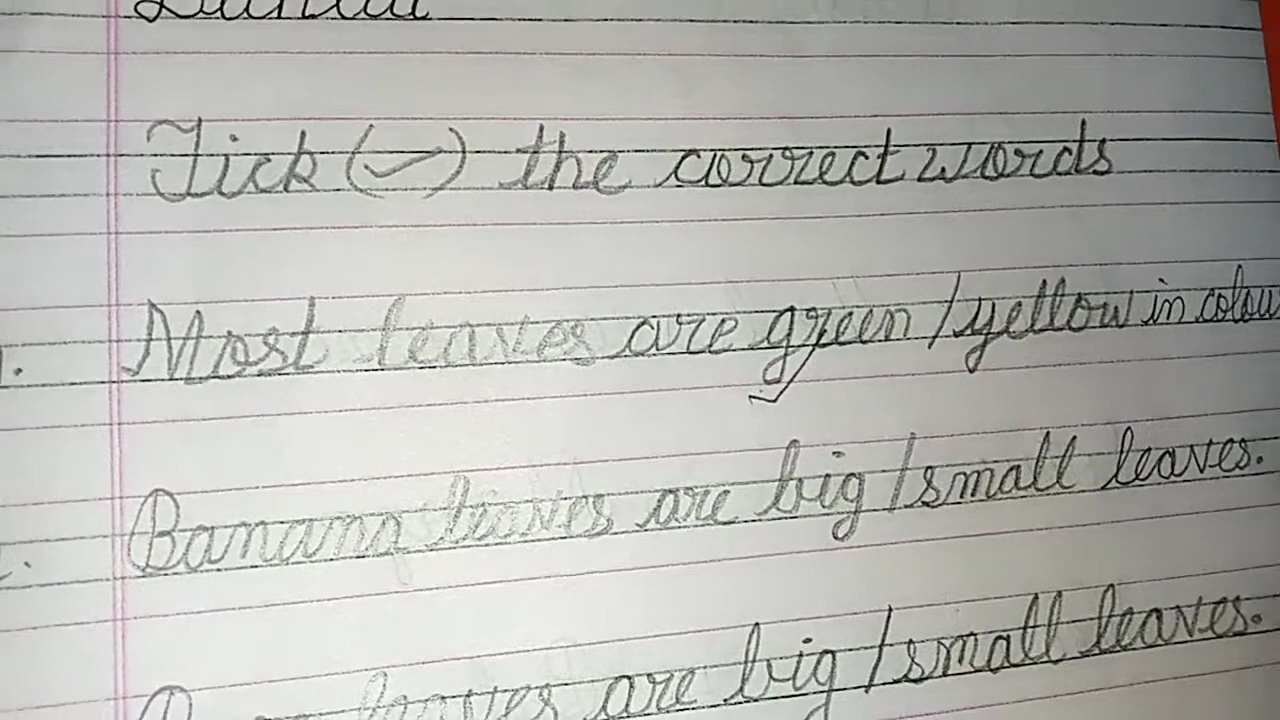 Tick (✓) the correct words
1. Most leaves are green / yellow in colou
✓
Banana leaves are big / small leaves.
leaves are big / small leaves.